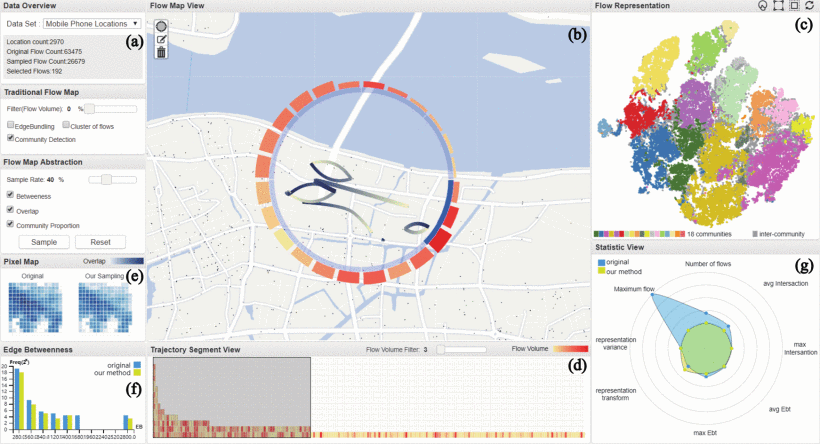 Data Overview
Data Set : Mobile Phone Locations
Location count:2970
Original Flow Count:63475
Sampled Flow Count:26679
Selected Flows:192
(a)
Traditional Flow Map
Filter(Flow Volume): 0 %
EdgeBundling Cluster of flows
Community Detection
Flow Map Abstraction
Sample Rate: 40 %
Betweeness
Overlap
Community Proportion
Sample Reset
Pixel Map
Overlap
Original Our Sampling
(e)
Edge Betweenness
original
our method
(f)
EB
Flow Map View
(b)
Trajectory Segment View
Flow Volume Filter: 3
Flow Volume
(d)
Flow Representation
(c)
18 communities
inter-community
Statistic View
original
our method
(g)
Number of flows
avg Intersaction
max
Intersantion
avg Ebt
max Ebt
representation
transform
representation
variance
Maximum flow